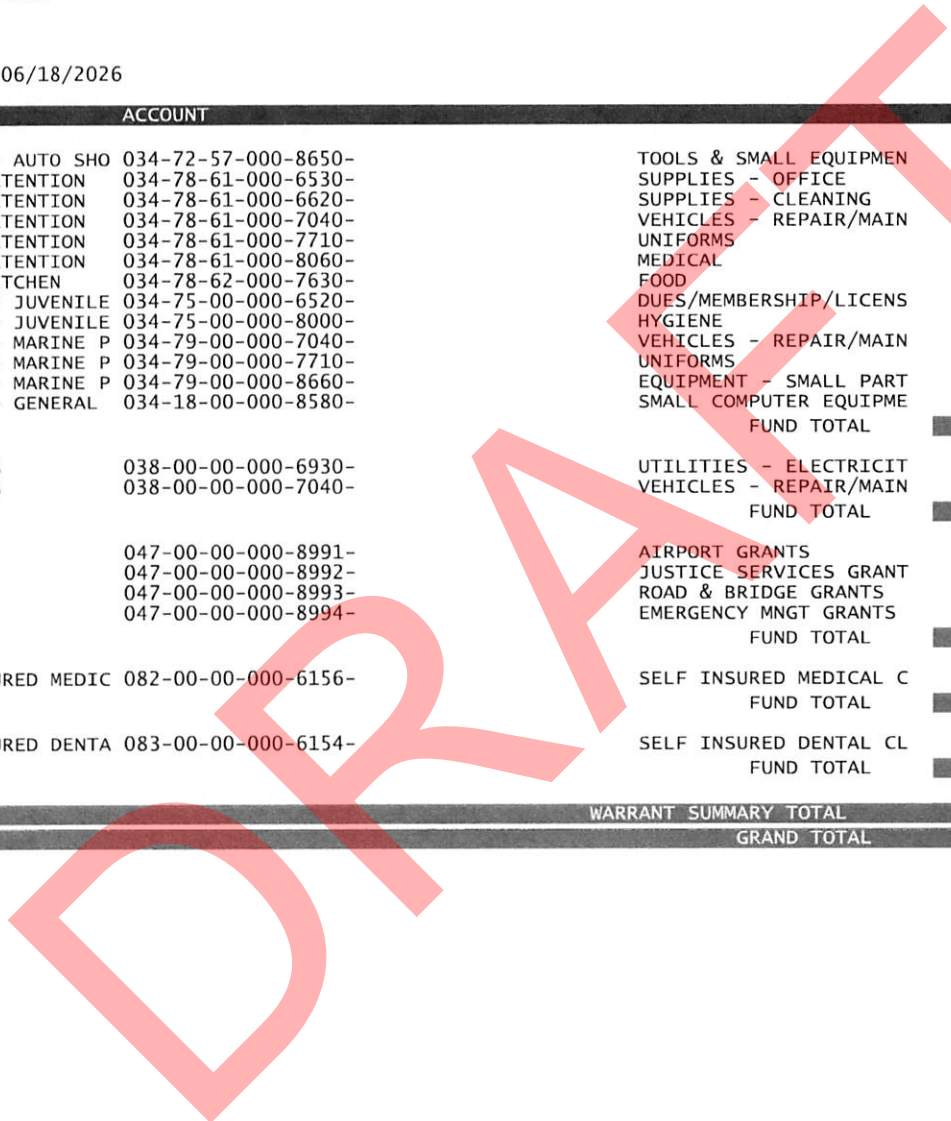 06/18/2026
ACCOUNT
AUTO SHO 034-72-57-000-8650- TOOLS & SMALL EQUIPMEN
TENTION 034-78-61-000-6530- SUPPLIES - OFFICE
TENTION 034-78-61-000-6620- SUPPLIES - CLEANING
TENTION 034-78-61-000-7040- VEHICLES - REPAIR/MAIN
TENTION 034-78-61-000-7710- UNIFORMS
TENTION 034-78-61-000-8060- MEDICAL
TCHEN 034-78-62-000-7630- FOOD
JUVENILE 034-75-00-000-6520- DUES/MEMBERSHIP/LICENS
JUVENILE 034-75-00-000-8000- HYGIENE
MARINE P 034-79-00-000-7040- VEHICLES - REPAIR/MAIN
MARINE P 034-79-00-000-7710- UNIFORMS
MARINE P 034-79-00-000-8660- EQUIPMENT - SMALL PART
GENERAL 034-18-00-000-8580- SMALL COMPUTER EQUIPME
FUND TOTAL
038-00-00-000-6930- UTILITIES - ELECTRICIT
038-00-00-000-7040- VEHICLES - REPAIR/MAIN
FUND TOTAL
047-00-00-000-8991- AIRPORT GRANTS
047-00-00-000-8992- JUSTICE SERVICES GRANT
047-00-00-000-8993- ROAD & BRIDGE GRANTS
047-00-00-000-8994- EMERGENCY MNGT GRANTS
FUND TOTAL
RED MEDIC 082-00-00-000-6156- SELF INSURED MEDICAL C
FUND TOTAL
RED DENTA 083-00-00-000-6154- SELF INSURED DENTAL CL
FUND TOTAL
WARRANT SUMMARY TOTAL
GRAND TOTAL
DRAFT